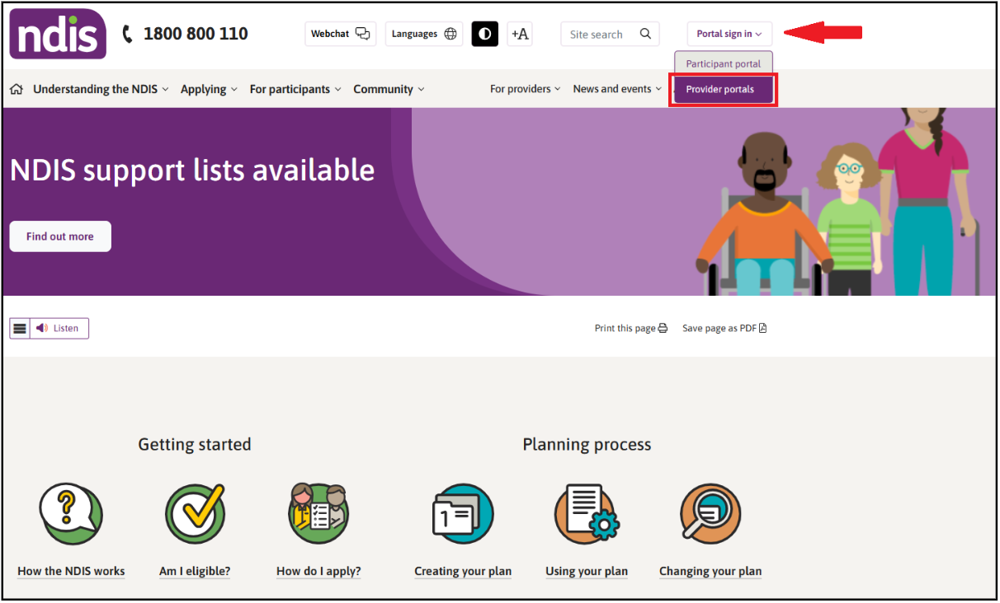 ndis
1800 800 110
Webchat
Languages
+A
Site search
Portal sign in
Participant portal
Provider portals
Understanding the NDIS
Applying
For participants
Community
For providers
News and events
NDIS support lists available
Find out more
Listen
Print this page
Save page as PDF
Getting started
Planning process
?
1
How the NDIS works
Am I eligible?
How do I apply?
Creating your plan
Using your plan
Changing your plan